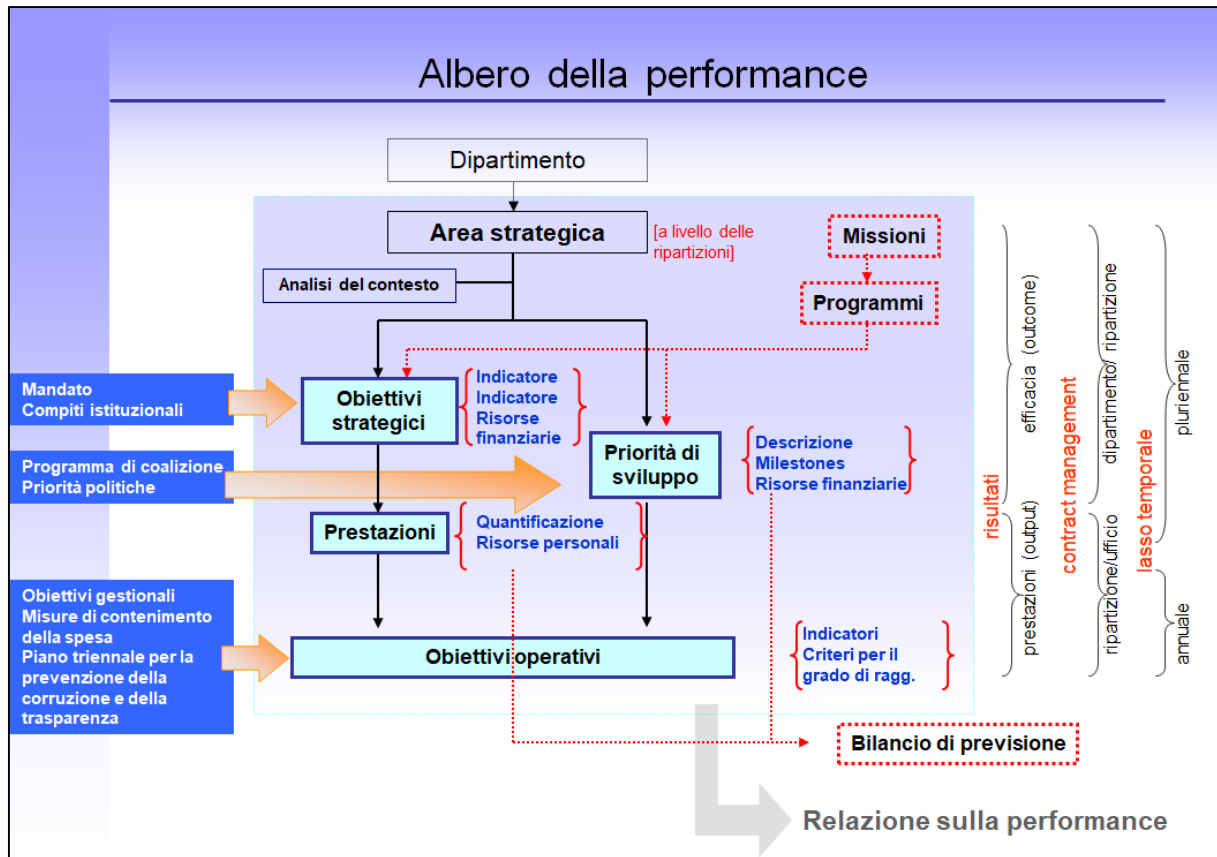 Albero della performance
Dipartimento
Area strategica
[a livello delle
ripartizioni]
Missioni
Analisi del contesto
Programmi
Mandato
Compiti istituzionali
Obiettivi
strategici
Indicatore
Indicatore
Risorse
finanziarie
Programma di coalizione
Priorità politiche
Priorità di
sviluppo
Descrizione
Milestones
Risorse finanziarie
Prestazioni
Quantificazione
Risorse personali
Obiettivi gestionali
Misure di contenimento
della spesa
Piano triennale per la
prevenzione della
corruzione e della
trasparenza
Obiettivi operativi
Indicatori
Criteri per il
grado di ragg.
Bilancio di previsione
Relazione sulla performance
risultati
efficacia (outcome)
prestazioni (output)
contract management
dipartimento/ ripartizione
ripartizione/ufficio
lasso temporale
pluriennale
annuale